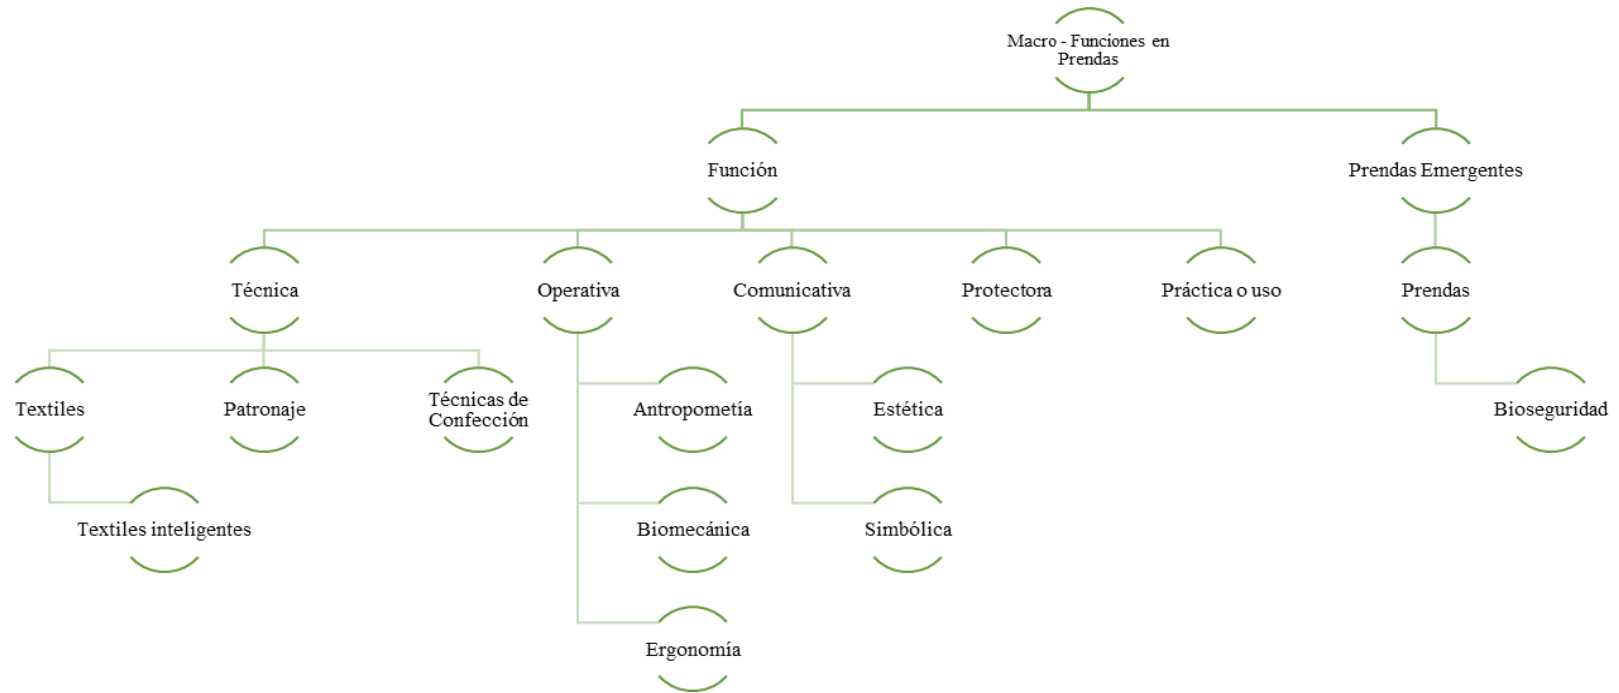 Macro - Funciones en
Prendas
Función
Prendas Emergentes
Técnica
Operativa
Comunicativa
Protectora
Práctica o uso
Prendas
Textiles
Patronaje
Técnicas de
Confección
Antropometía
Estética
Bioseguridad
Textiles inteligentes
Biomecánica
Simbólica
Ergonomía